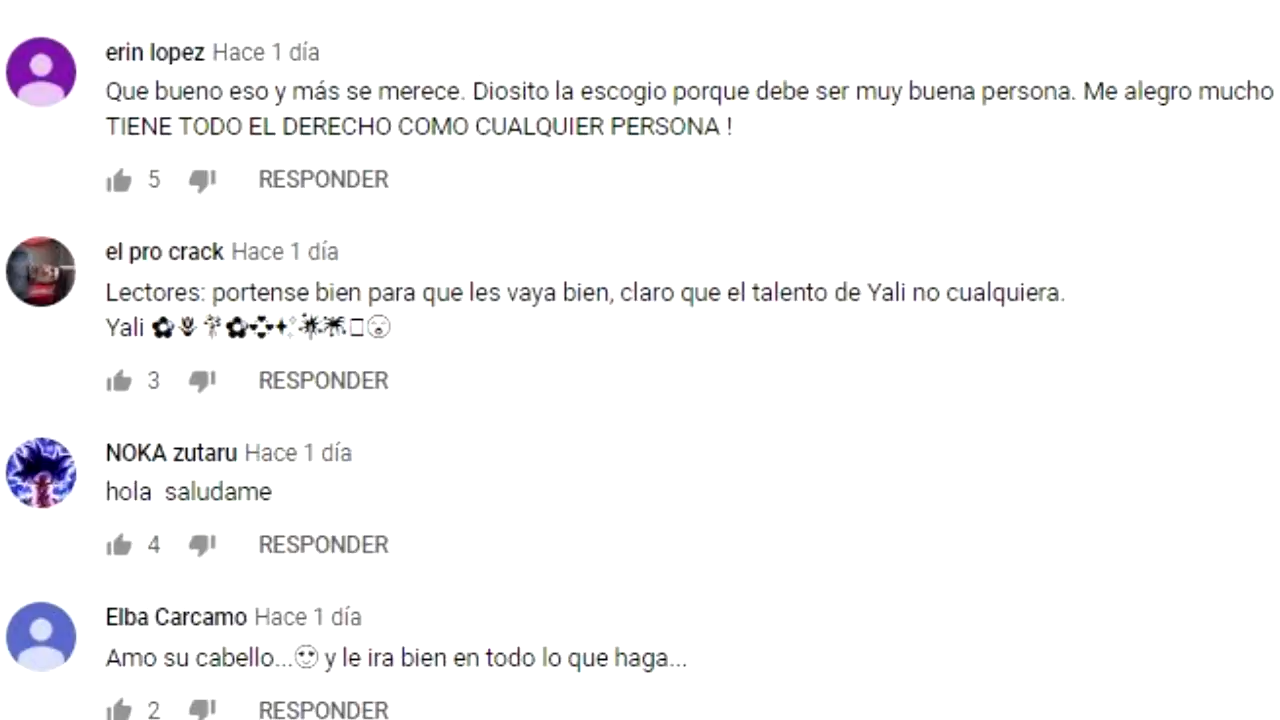 erin lopez Hace 1 día
Que bueno eso y más se merece. Diosito la escogio porque debe ser muy buena persona. Me alegro mucho
TIENE TODO EL DERECHO COMO CUALQUIER PERSONA !
5 RESPONDER
el pro crack Hace 1 día
Lectores: portense bien para que les vaya bien, claro que el talento de Yali no cualquiera.
Yali
3 RESPONDER
NOKA zutaru Hace 1 día
hola saludame
4 RESPONDER
Elba Carcamo Hace 1 día
Amo su cabello...😍 y le ira bien en todo lo que haga...
2 RESPONDER